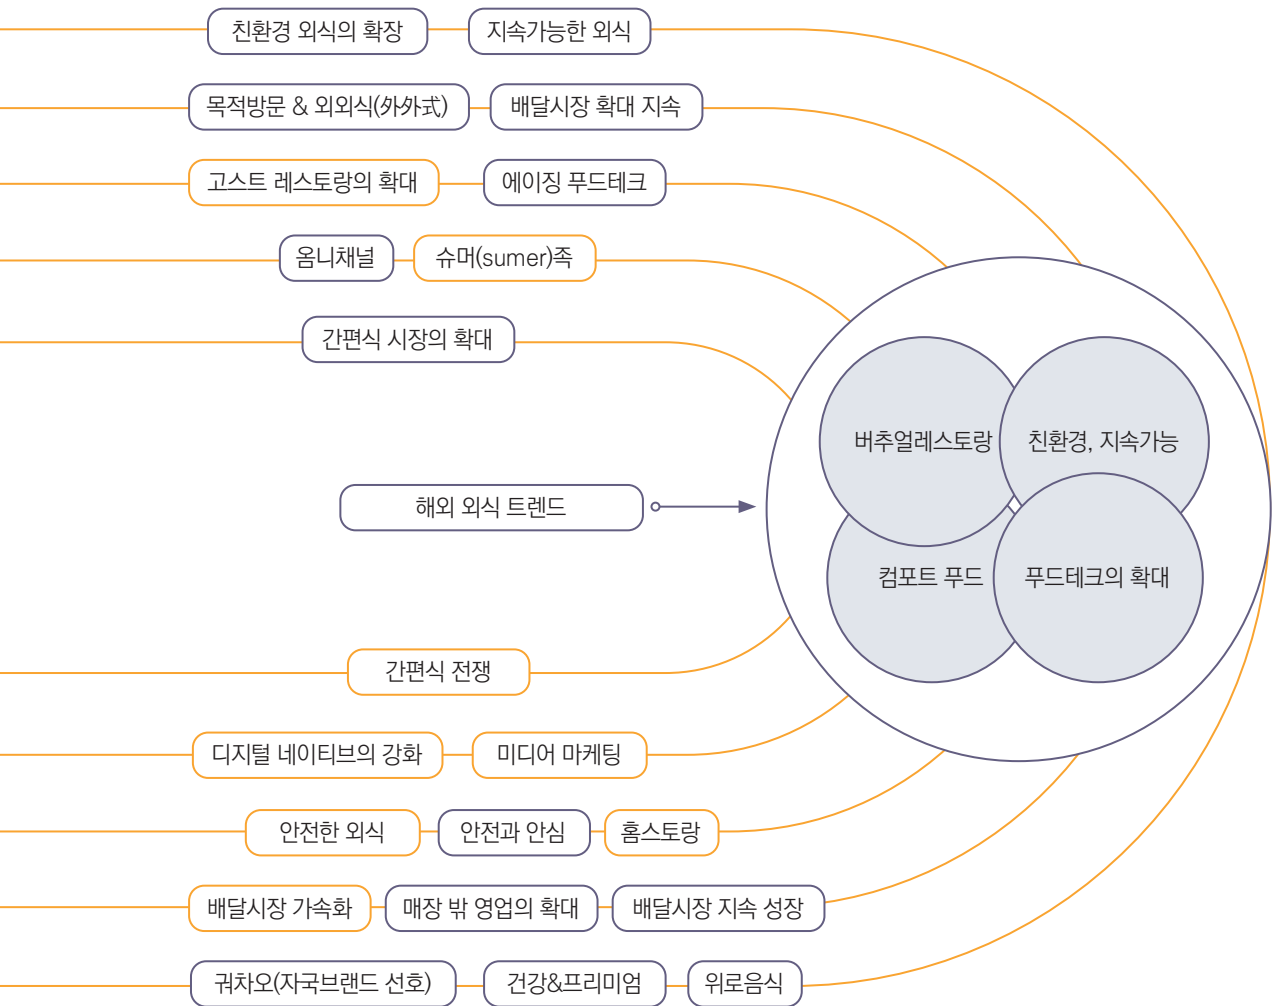 친환경 외식의 확장
지속가능한 외식
목적방문 & 외외식(外外式)
배달시장 확대 지속
고스트 레스토랑의 확대
에이징 푸드테크
옴니채널
슈머(sumer)족
간편식 시장의 확대
버추얼레스토랑
친환경, 지속가능
해외 외식 트렌드
컴포트 푸드
푸드테크의 확대
간편식 전쟁
디지털 네이티브의 강화
미디어 마케팅
안전한 외식
안전과 안심
홈스토랑
배달시장 가속화
매장 밖 영업의 확대
배달시장 지속 성장
궈차오(자국브랜드 선호)
건강&프리미엄
위로음식